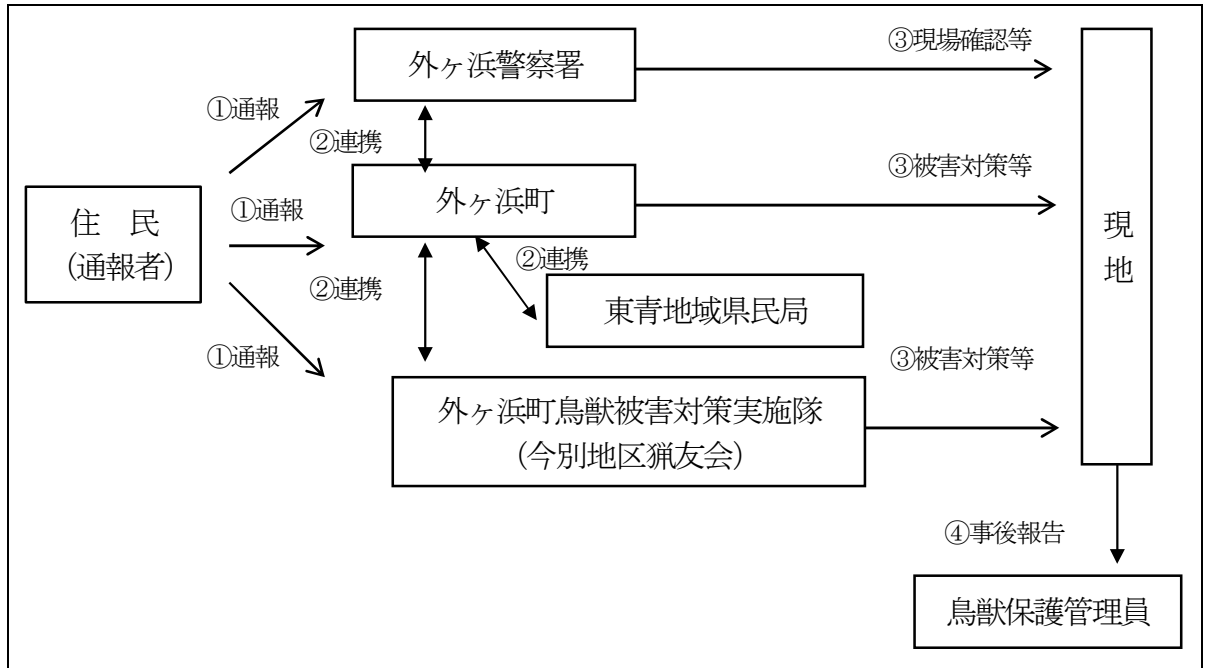 外ヶ浜警察署
③現場確認等
①通報
②連携
外ヶ浜町
③被害対策等
住 民
(通報者)
①通報
②連携
②連携
東青地域県民局
①通報
③被害対策等
外ヶ浜町鳥獣被害対策実施隊
(今別地区猟友会)
現
地
④事後報告
鳥獣保護管理員